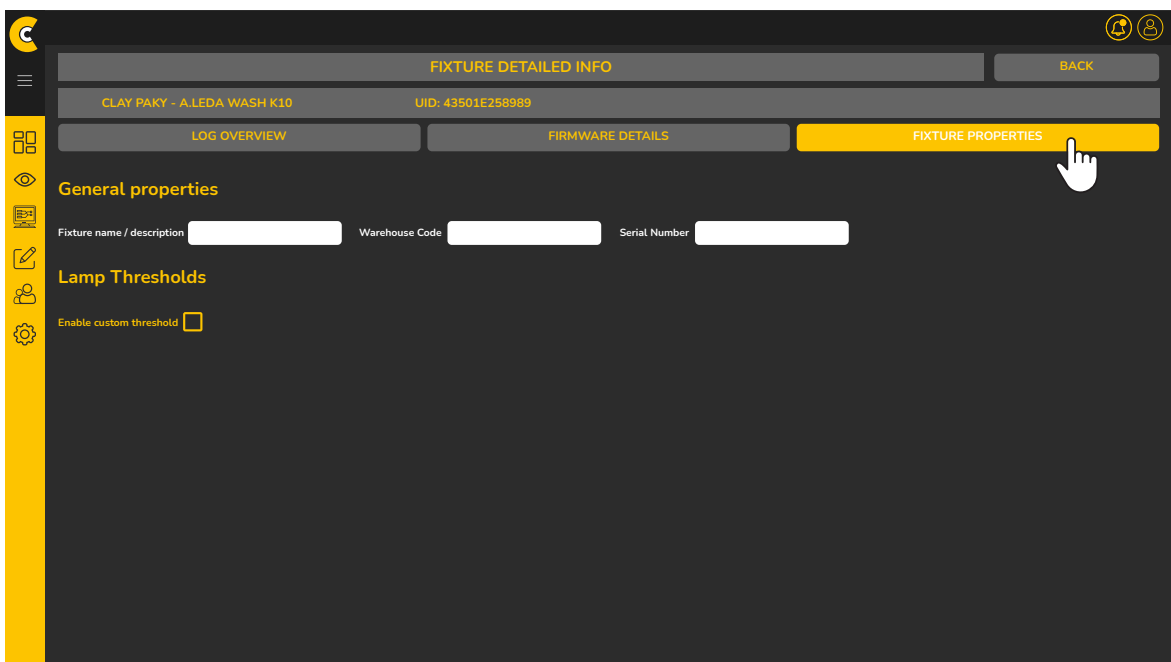 FIXTURE DETAILED INFO BACK
CLAY PAKY - A.LEDA WASH K10 UID: 43501E258989
LOG OVERVIEW FIRMWARE DETAILS FIXTURE PROPERTIES
General properties
Fixture name / description Warehouse Code Serial Number
Lamp Thresholds
Enable custom threshold